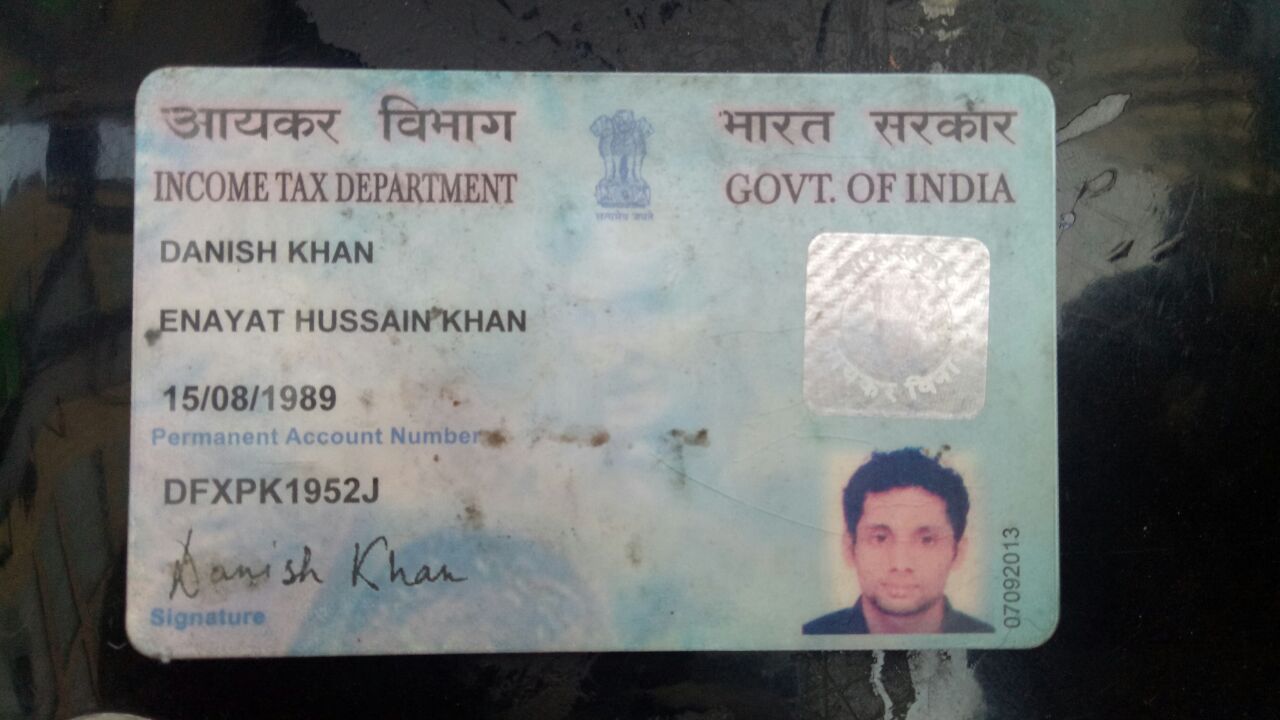 आयकर विभाग
INCOME TAX DEPARTMENT
सत्यमेव जयते
भारत सरकार
GOVT. OF INDIA
DANISH KHAN
ENAYAT HUSSAIN KHAN
15/08/1989
Permanent Account Number
DFXPK1952J
Danish Khan
Signature
07092013